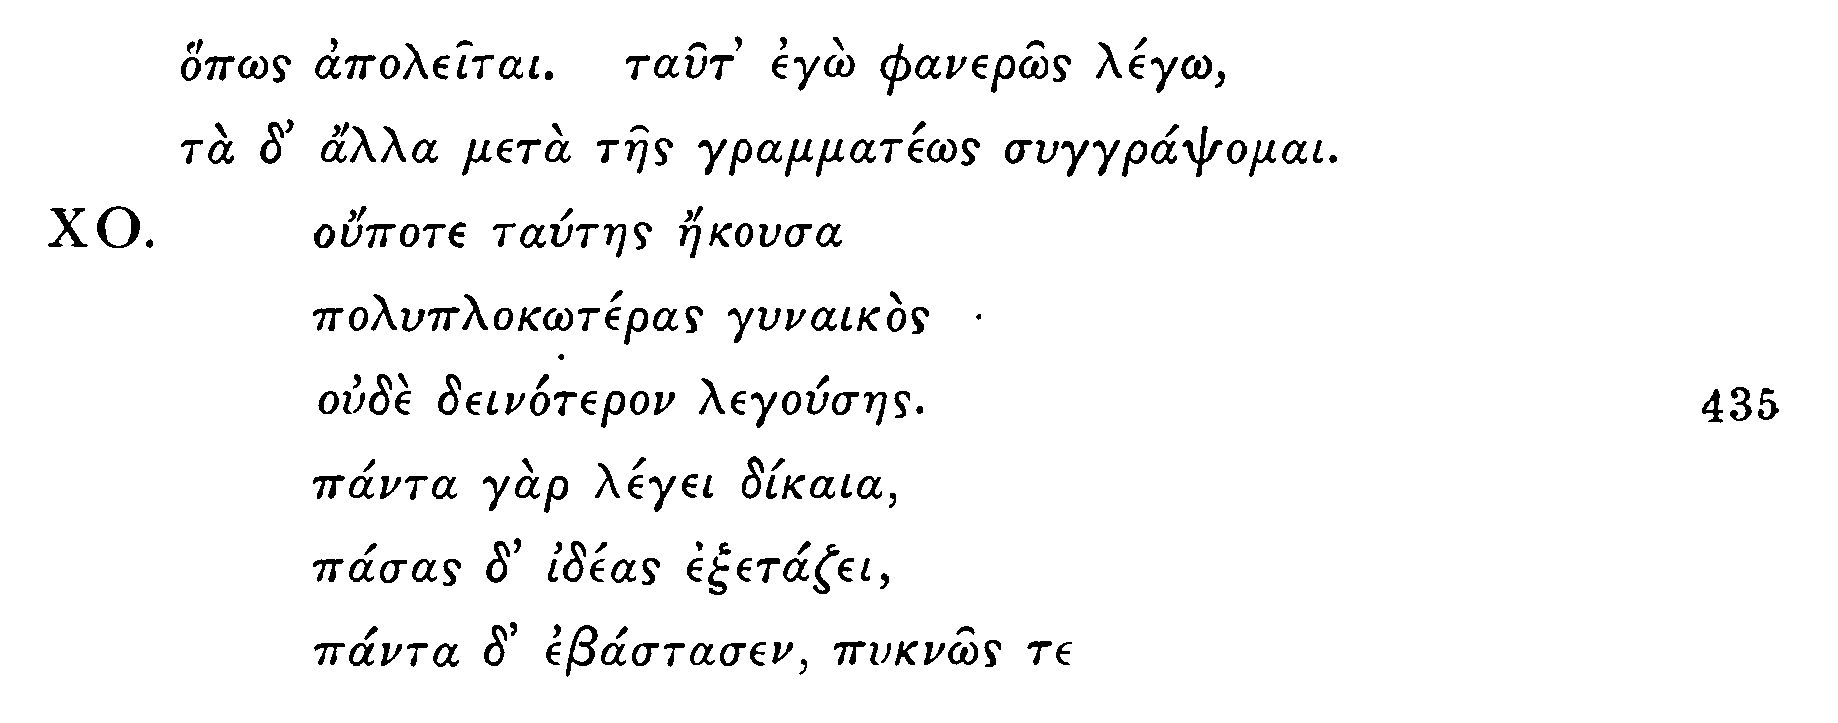 ὅπως ἀπολεῖται. ταῦτ’ ἐγὼ φανερῶς λέγω,
τὰ δ’ ἄλλα μετὰ τῆς γραμματέως συγγράψομαι.
ΧΟ. οὔποτε ταύτης ἤκουσα
πολυπλοκωτέρας γυναικὸς
οὐδὲ δεινότερον λεγούσης. 435
πάντα γὰρ λέγει δίκαια,
πάσας δ’ ἰδέας ἐξετάζει,
πάντα δ’ ἐβάστασεν, πυκνῶς τε